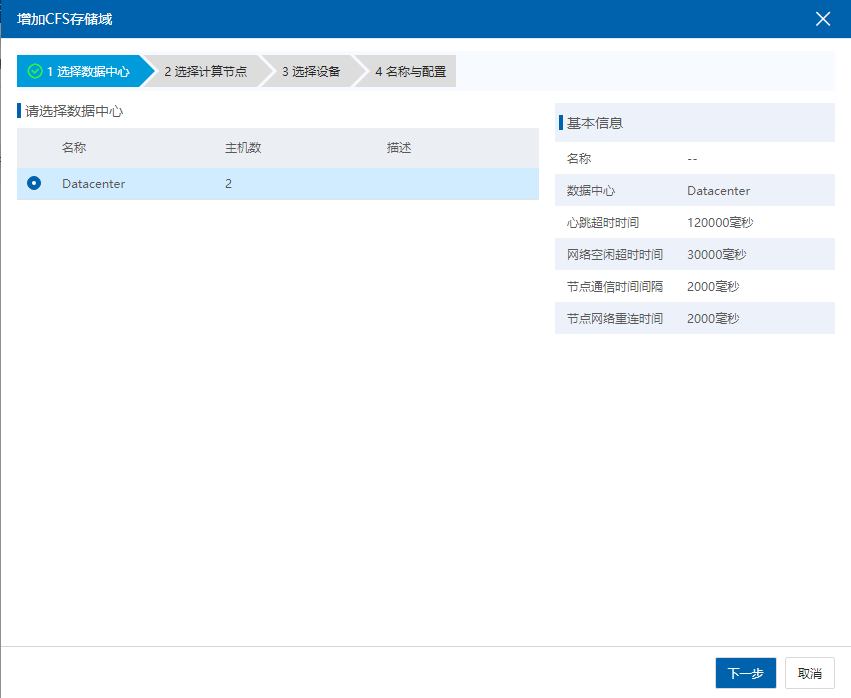 增加CFS存储域
1 选择数据中心 2 选择计算节点 3 选择设备 4 名称与配置
请选择数据中心
名称 主机数 描述
Datacenter 2
基本信息
名称 --
数据中心 Datacenter
心跳超时时间 120000毫秒
网络空闲超时时间 30000毫秒
节点通信时间间隔 2000毫秒
节点网络重连时间 2000毫秒
下一步 取消